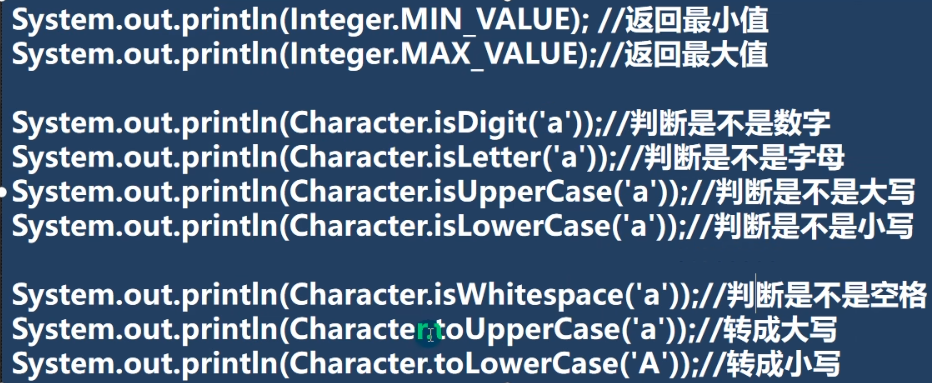 System.out.println(Integer.MIN_VALUE); //返回最小值
System.out.println(Integer.MAX_VALUE);//返回最大值
System.out.println(Character.isDigit('a'));//判断是不是数字
System.out.println(Character.isLetter('a'));//判断是不是字母
System.out.println(Character.isUpperCase('a'));//判断是不是大写
System.out.println(Character.isLowerCase('a'));//判断是不是小写
System.out.println(Character.isWhitespace('a'));//判断是不是空格
System.out.println(Character.toUpperCase('a'));//转成大写
System.out.println(Character.toLowerCase('A'));//转成小写